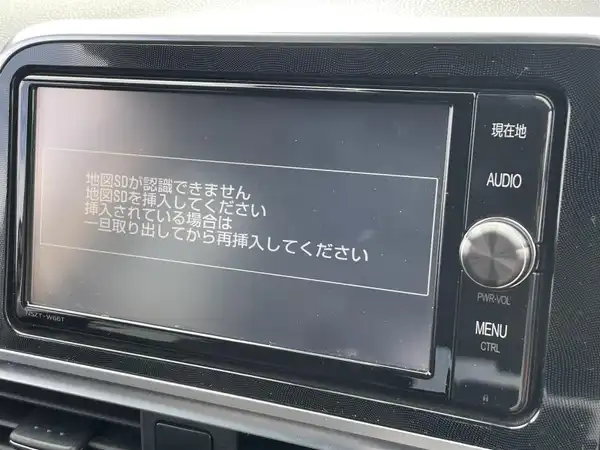 地図SDが認識できません
地図SDを挿入してください
挿入されている場合は
一旦取り出してから再挿入してください
現在地
AUDIO
PWR・VOL
MENU
CTRL
NSZY-W66T